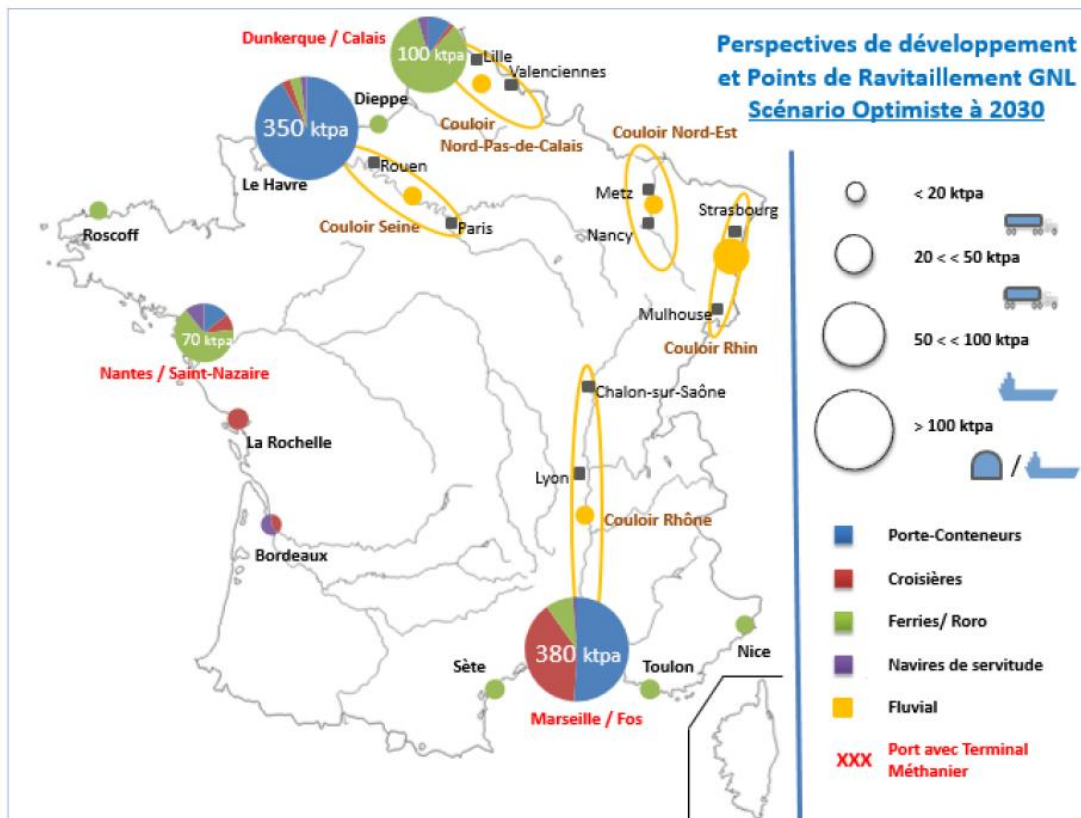 Perspectives de développement
et Points de Ravitaillement GNL
Scénario Optimiste à 2030
Dunkerque / Calais
100 ktpa
Lille
Valenciennes
Dieppe
350 ktpa
Couloir
Nord-Pas-de-Calais
Couloir Nord-Est
Rouen
Le Havre
Metz
Strasbourg
Couloir Seine
Paris
Nancy
Roscoff
Mulhouse
70 ktpa
Couloir Rhin
Nantes / Saint-Nazaire
Chalon-sur-Saône
La Rochelle
Lyon
Couloir Rhône
Bordeaux
380 ktpa
Nice
Sète
Toulon
Marseille / Fos
< 20 ktpa
20 < < 50 ktpa
50 < < 100 ktpa
> 100 ktpa
/
Porte-Conteneurs
Croisières
Ferries/ Roro
Navires de servitude
Fluvial
XXX Port avec Terminal
Méthanier